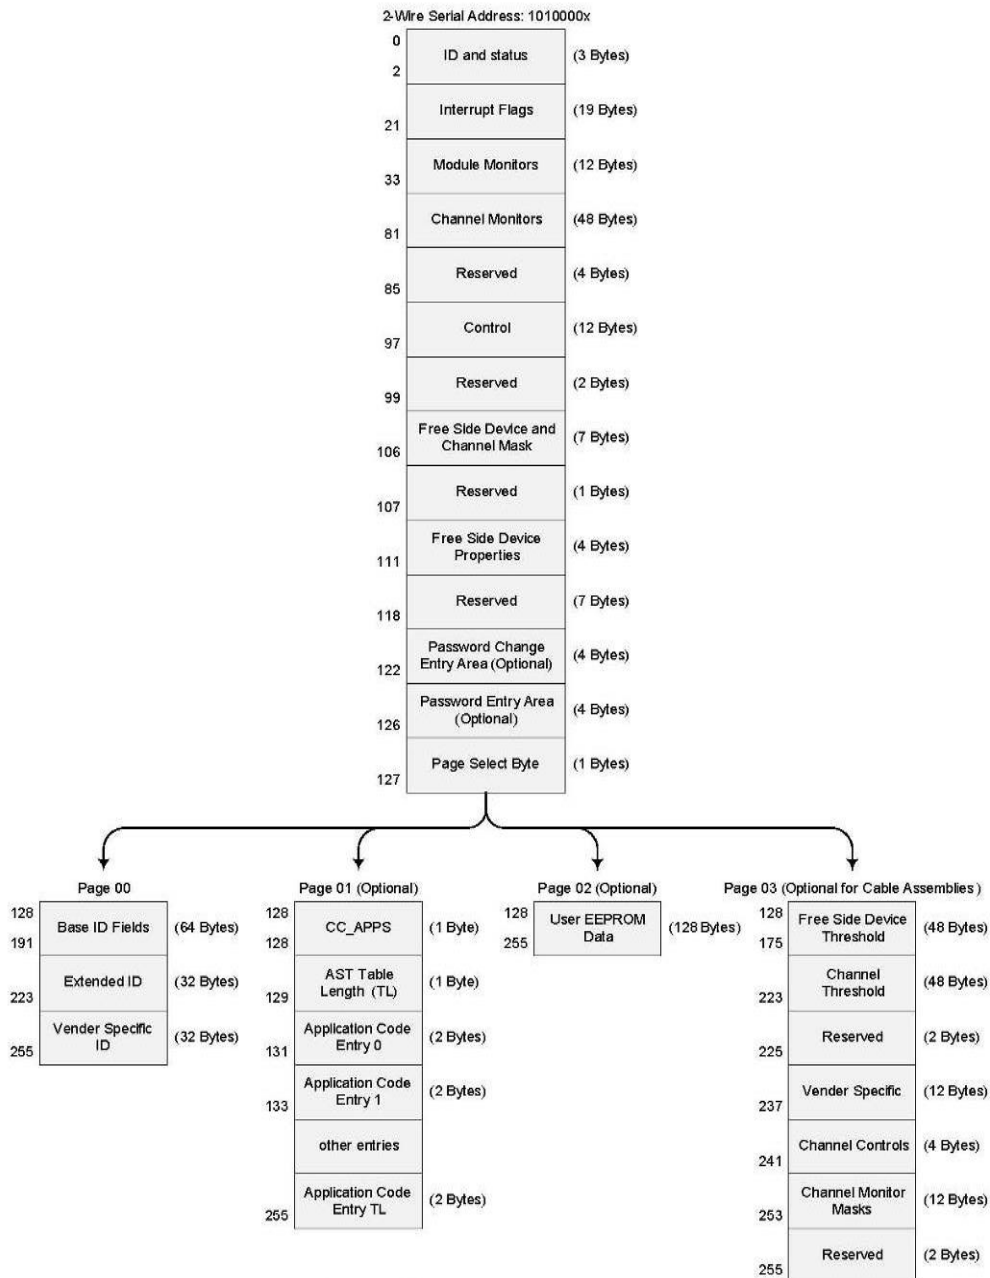 2-Wire Serial Address: 1010000x
0
ID and status (3 Bytes)
2
Interrupt Flags (19 Bytes)
21
Module Monitors (12 Bytes)
33
Channel Monitors (48 Bytes)
81
Reserved (4 Bytes)
85
Control (12 Bytes)
97
Reserved (2 Bytes)
99
Free Side Device and
Channel Mask (7 Bytes)
106
Reserved (1 Bytes)
107
Free Side Device
Properties (4 Bytes)
111
Reserved (7 Bytes)
118
Password Change
Entry Area (Optional) (4 Bytes)
122
Password Entry Area
(Optional) (4 Bytes)
126
Page Select Byte (1 Bytes)
127
Page 00
128
Base ID Fields (64 Bytes)
191
Extended ID (32 Bytes)
223
Vender Specific
ID (32 Bytes)
255
Page 01 (Optional)
128
CC_APPS (1 Byte)
128
AST Table
Length (TL) (1 Byte)
129
Application Code
Entry 0 (2 Bytes)
131
Application Code
Entry 1 (2 Bytes)
133
other entries
Application Code
Entry TL (2 Bytes)
255
Page 02 (Optional)
128
User EEPROM
Data (128 Bytes)
255
Page 03 (Optional for Cable Assemblies)
128
Free Side Device
Threshold (48 Bytes)
175
Channel
Threshold (48 Bytes)
223
Reserved (2 Bytes)
225
Vender Specific (12 Bytes)
237
Channel Controls (4 Bytes)
241
Channel Monitor
Masks (12 Bytes)
253
Reserved (2 Bytes)
255